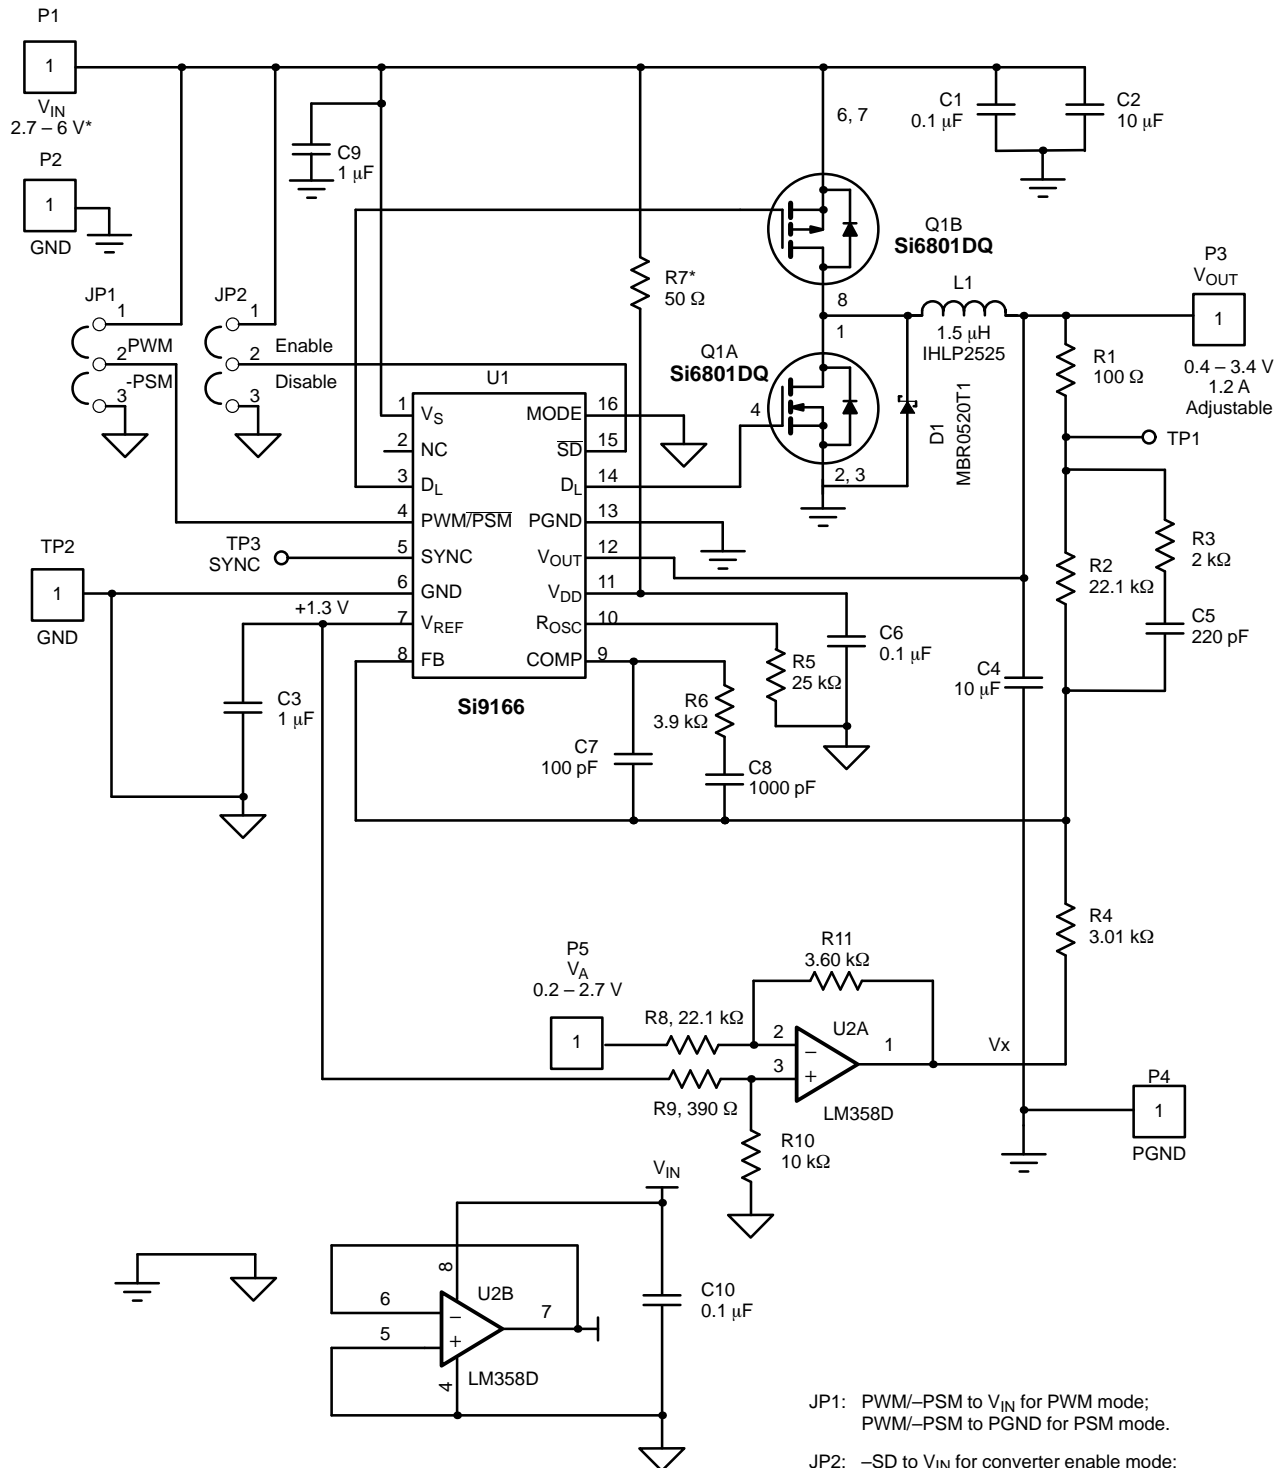 P1
1
V_IN
2.7 – 6 V*
P2
1
GND
JP1
1
2
3
PWM
-PSM
JP2
1
2
3
Enable
Disable
C9
1 µF
R7*
50 Ω
6, 7
C1
0.1 µF
C2
10 µF
Q1B
Si6801DQ
8
1
Q1A
Si6801DQ
4
2, 3
D1
MBR0520T1
L1
1.5 µH
IHLP2525
P3
V_OUT
1
0.4 – 3.4 V
1.2 A
Adjustable
R1
100 Ω
TP1
R2
22.1 kΩ
R3
2 kΩ
C5
220 pF
C4
10 µF
U1
1 V_S
2 NC
3 D_L
4 PWM/PSM
5 SYNC
6 GND
7 V_REF
8 FB
MODE 16
SD 15
D_L 14
PGND 13
V_OUT 12
V_DD 11
R_OSC 10
COMP 9
Si9166
TP3
SYNC
TP2
1
GND
+1.3 V
C3
1 µF
C6
0.1 µF
R5
25 kΩ
R6
3.9 kΩ
C7
100 pF
C8
1000 pF
R4
3.01 kΩ
P5
V_A
0.2 – 2.7 V
1
R11
3.60 kΩ
R8, 22.1 kΩ
2
3
−
+
U2A
1
Vx
LM358D
R9, 390 Ω
R10
10 kΩ
P4
1
PGND
V_IN
8
6
5
−
+
U2B
7
4
LM358D
C10
0.1 µF
JP1: PWM/–PSM to V_IN for PWM mode;
PWM/–PSM to PGND for PSM mode.
JP2: –SD to V_IN for converter enable mode;